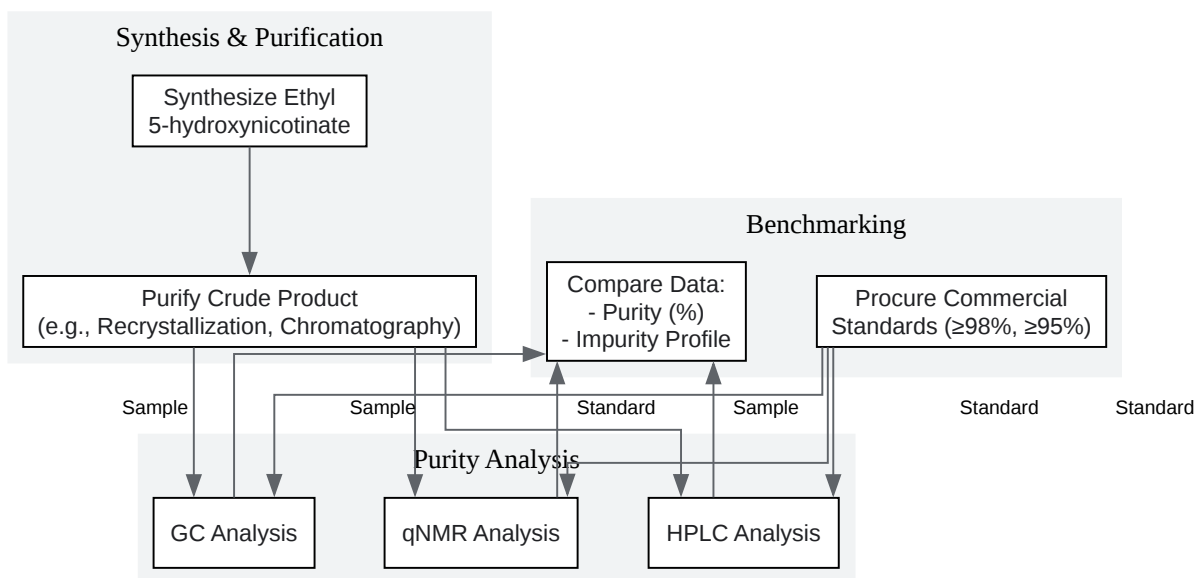 Synthesis & Purification
Synthesize Ethyl
5-hydroxynicotinate
Purify Crude Product
(e.g., Recrystallization, Chromatography)
Benchmarking
Compare Data:
- Purity (%)
- Impurity Profile
Procure Commercial
Standards (≥98%, ≥95%)
Sample
Sample
Standard
Sample
Standard
Standard
Purity Analysis
GC Analysis
qNMR Analysis
HPLC Analysis